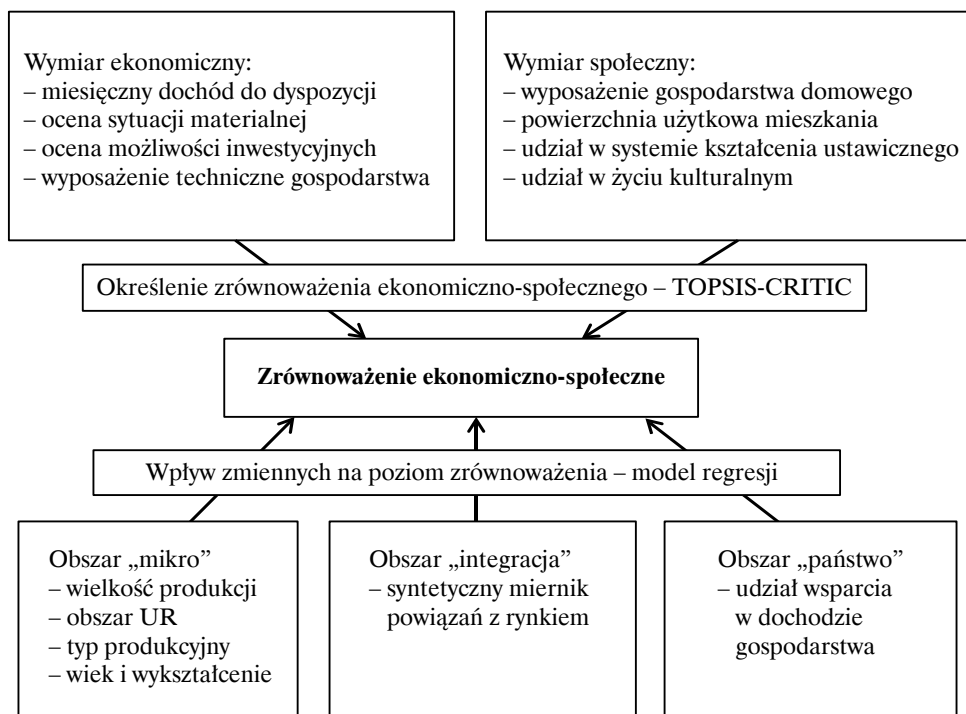 Wymiar ekonomiczny:
– miesięczny dochód do dyspozycji
– ocena sytuacji materialnej
– ocena możliwości inwestycyjnych
– wyposażenie techniczne gospodarstwa
Wymiar społeczny:
– wyposażenie gospodarstwa domowego
– powierzchnia użytkowa mieszkania
– udział w systemie kształcenia ustawicznego
– udział w życiu kulturalnym
Określenie zrównoważenia ekonomiczno-społecznego – TOPSIS-CRITIC
Zrównoważenie ekonomiczno-społeczne
Wpływ zmiennych na poziom zrównoważenia – model regresji
Obszar „mikro”
– wielkość produkcji
– obszar UR
– typ produkcyjny
– wiek i wykształcenie
Obszar „integracja”
– syntetyczny miernik
powiązań z rynkiem
Obszar „państwo”
– udział wsparcia
w dochodzie
gospodarstwa